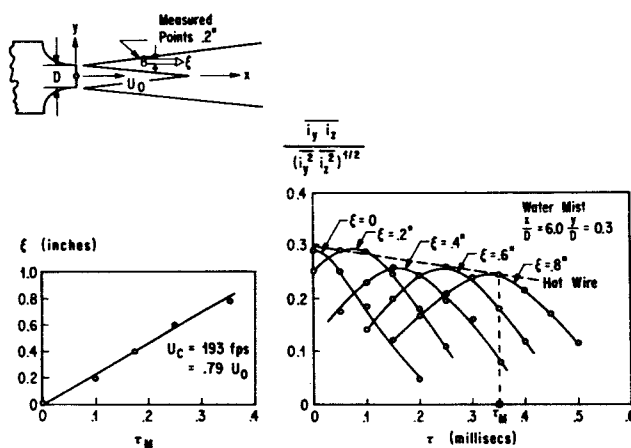 Measured
Points .2"
y
ξ
D
U₀
x
i_y i_z
(i_y² i_z²)^1/2
ξ (inches)
1.0
0.8
0.6
0.4
0.2
0
U_C = 193 fps
= .79 U₀
0
.1
.2
.3
.4
τ_M
0.4
0.3
0.2
0.1
0
Water Mist
x/D = 6.0 y/D = 0.3
ξ=0
ξ=.2"
ξ=.4"
ξ=.6"
ξ=.8"
Hot Wire
0
.1
.2
.3
τ_M
.4
.5
τ (millisecs)